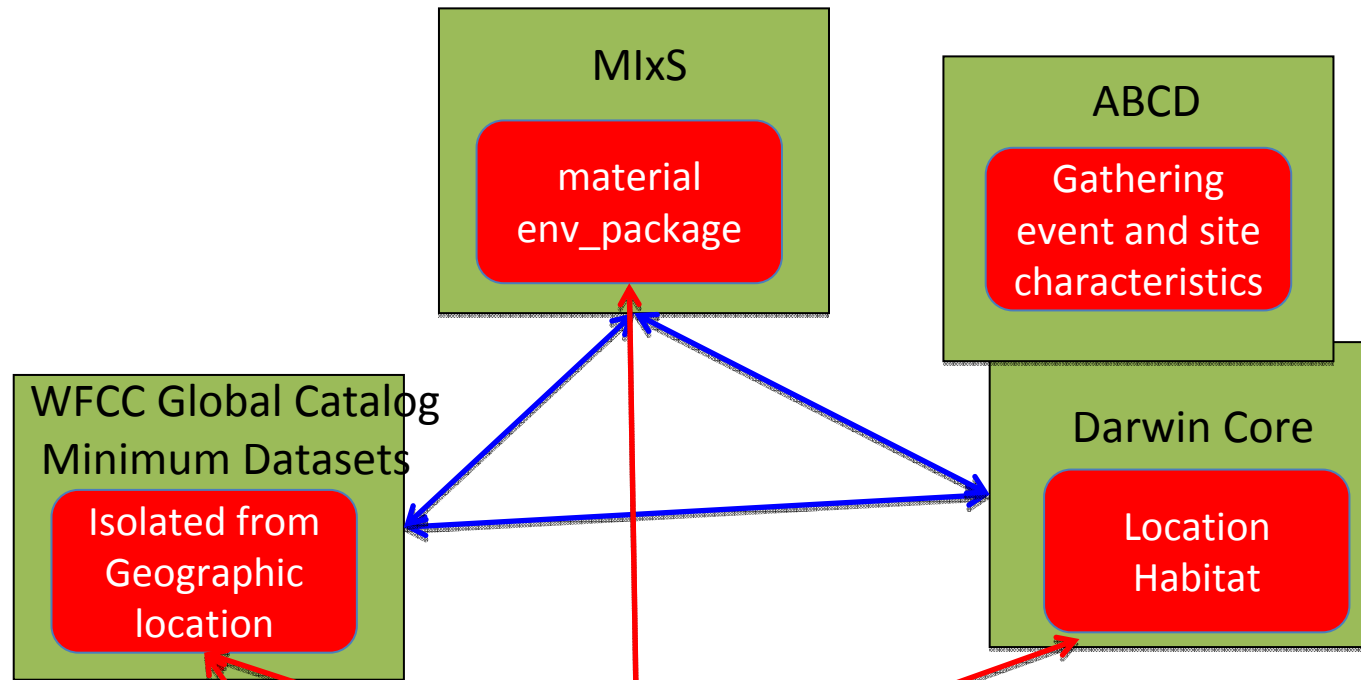 MIxS
material
env_package
ABCD
Gathering
event and site
characteristics
WFCC Global Catalog
Minimum Datasets
Isolated from
Geographic
location
Darwin Core
Location
Habitat